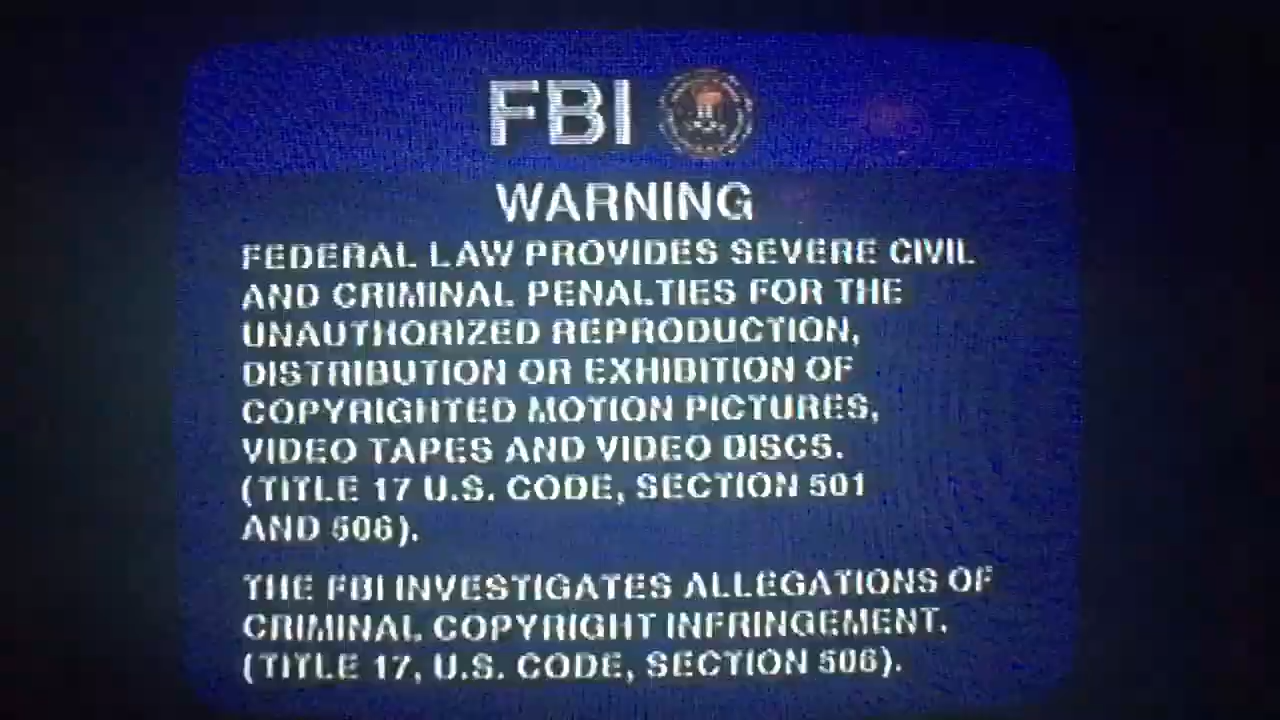 FBI
WARNING
FEDERAL LAW PROVIDES SEVERE CIVIL
AND CRIMINAL PENALTIES FOR THE
UNAUTHORIZED REPRODUCTION,
DISTRIBUTION OR EXHIBITION OF
COPYRIGHTED MOTION PICTURES,
VIDEO TAPES AND VIDEO DISCS.
(TITLE 17 U.S. CODE, SECTION 501
AND 506).
THE FBI INVESTIGATES ALLEGATIONS OF
CRIMINAL COPYRIGHT INFRINGEMENT.
(TITLE 17, U.S. CODE, SECTION 506).